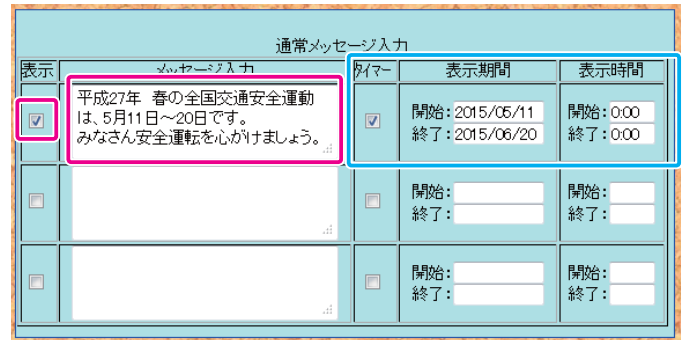 通常メッセージ入力
表示 メッセージ入力 タイマー 表示期間 表示時間
平成27年 春の全国交通安全運動
は、5月11日～20日です。
みなさん安全運転を心がけましょう。
開始：2015/05/11
終了：2015/06/20
開始：0:00
終了：0:00
開始：
終了：
開始：
終了：
開始：
終了：
開始：
終了：